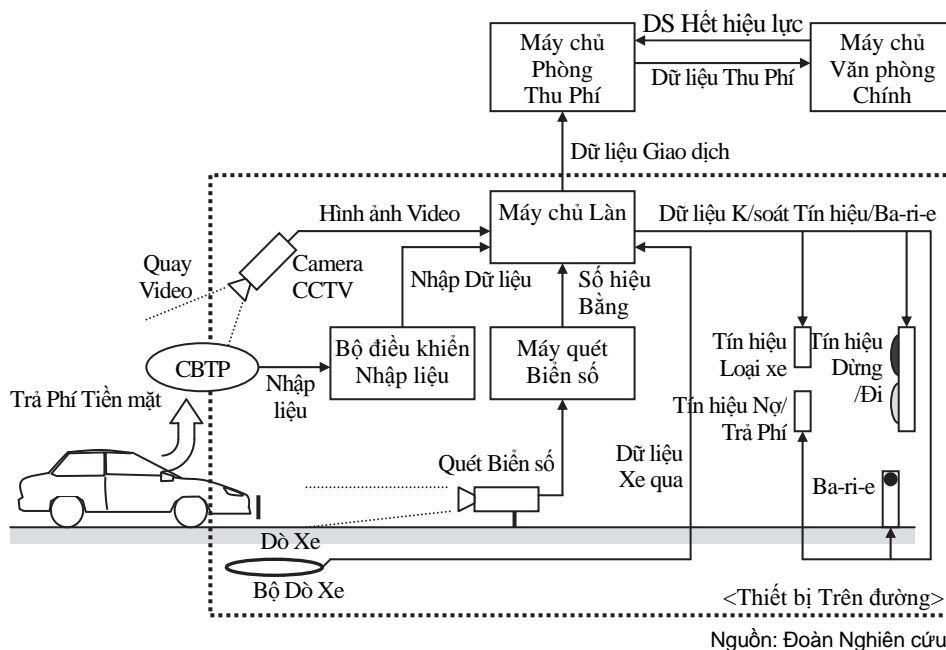 DS Hết hiệu lực
Máy chủ
Phòng
Thu Phí
Máy chủ
Văn phòng
Chính
Dữ liệu Thu Phí
Dữ liệu Giao dịch
Hình ảnh Video
Máy chủ Làn
Dữ liệu K/soát Tín hiệu/Ba-ri-e
Quay
Video
Camera
CCTV
Nhập Dữ liệu
Số hiệu
Bằng
CBTP
Nhập
liệu
Bộ điều khiển
Nhập liệu
Máy quét
Biển số
Tín hiệu
Loại xe
Tín hiệu
Dừng
/Đi
Trả Phí Tiền mặt
Tín hiệu Nợ/
Trả Phí
Quét Biển số
Dữ liệu
Xe qua
Ba-ri-e
Dò Xe
Bộ Dò Xe
<Thiết bị Trên đường>
Nguồn: Đoàn Nghiên cứu